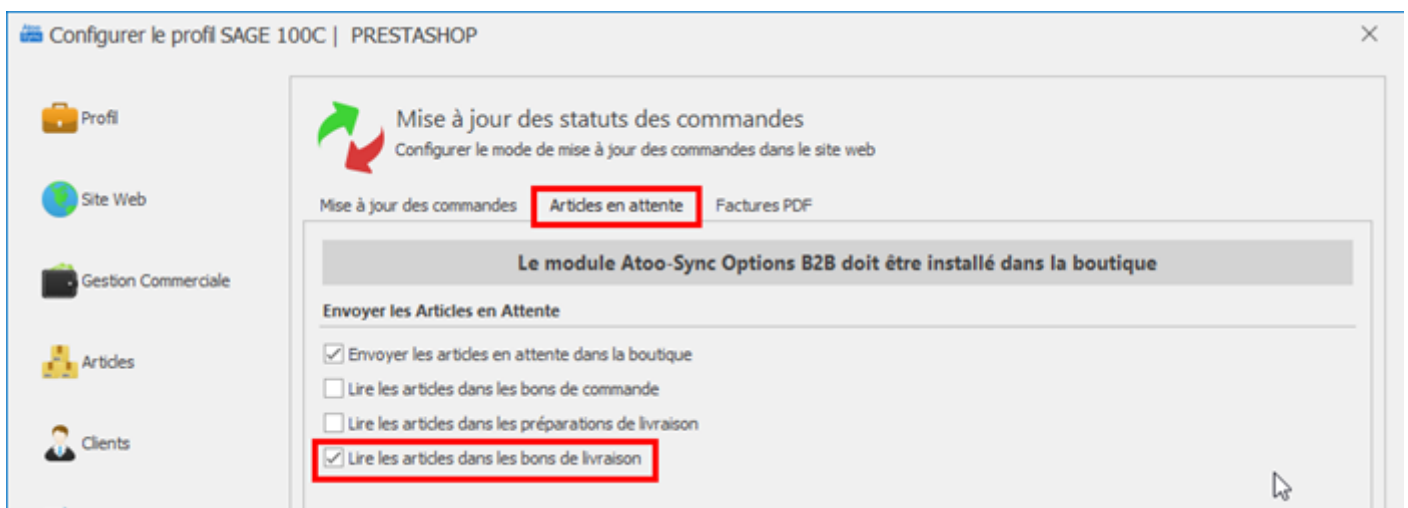 Configurer le profil SAGE 100C | PRESTASHOP
Profil
Site Web
Gestion Commerciale
Articles
Clients
Mise à jour des statuts des commandes
Configurer le mode de mise à jour des commandes dans le site web
Mise à jour des commandes Articles en attente Factures PDF
Le module Atoo-Sync Options B2B doit être installé dans la boutique
Envoyer les Articles en Attente
Envoyer les articles en attente dans la boutique
Lire les articles dans les bons de commande
Lire les articles dans les préparations de livraison
Lire les articles dans les bons de livraison